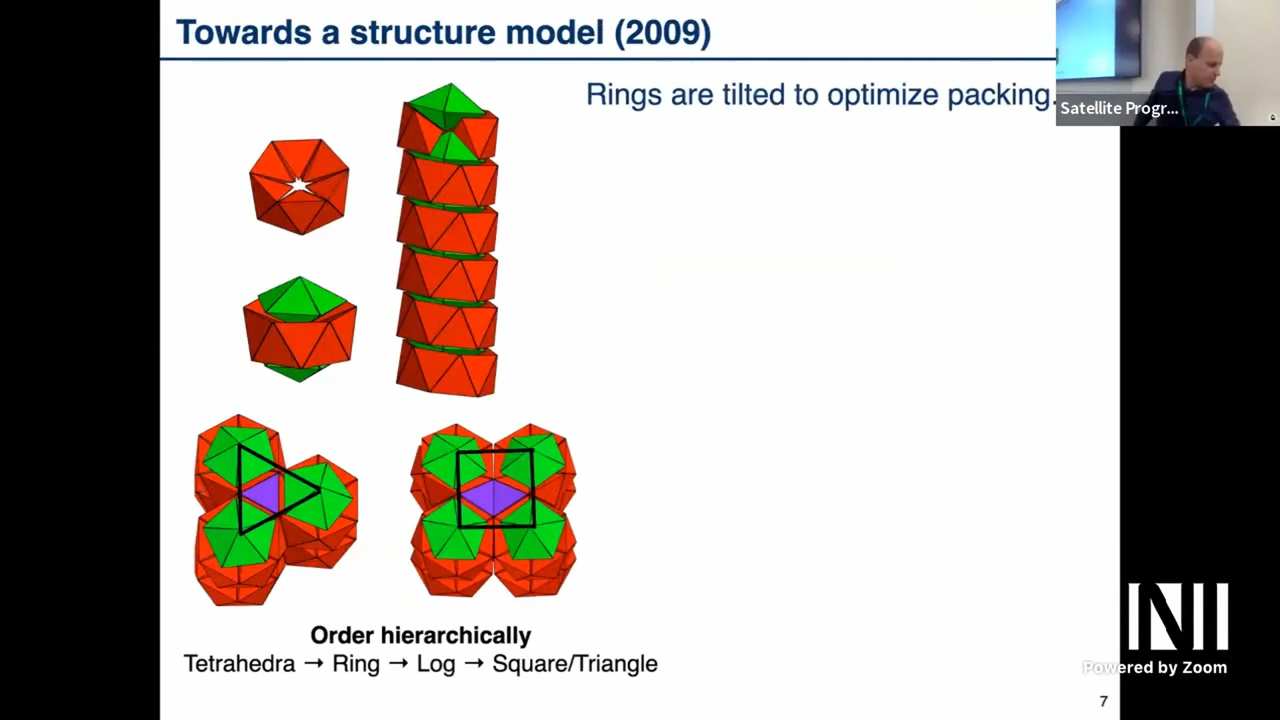 Towards a structure model (2009)
Rings are tilted to optimize packing.
Satellite Progr...
Order hierarchically
Tetrahedra → Ring → Log → Square/Triangle
NI
Powered by Zoom
7